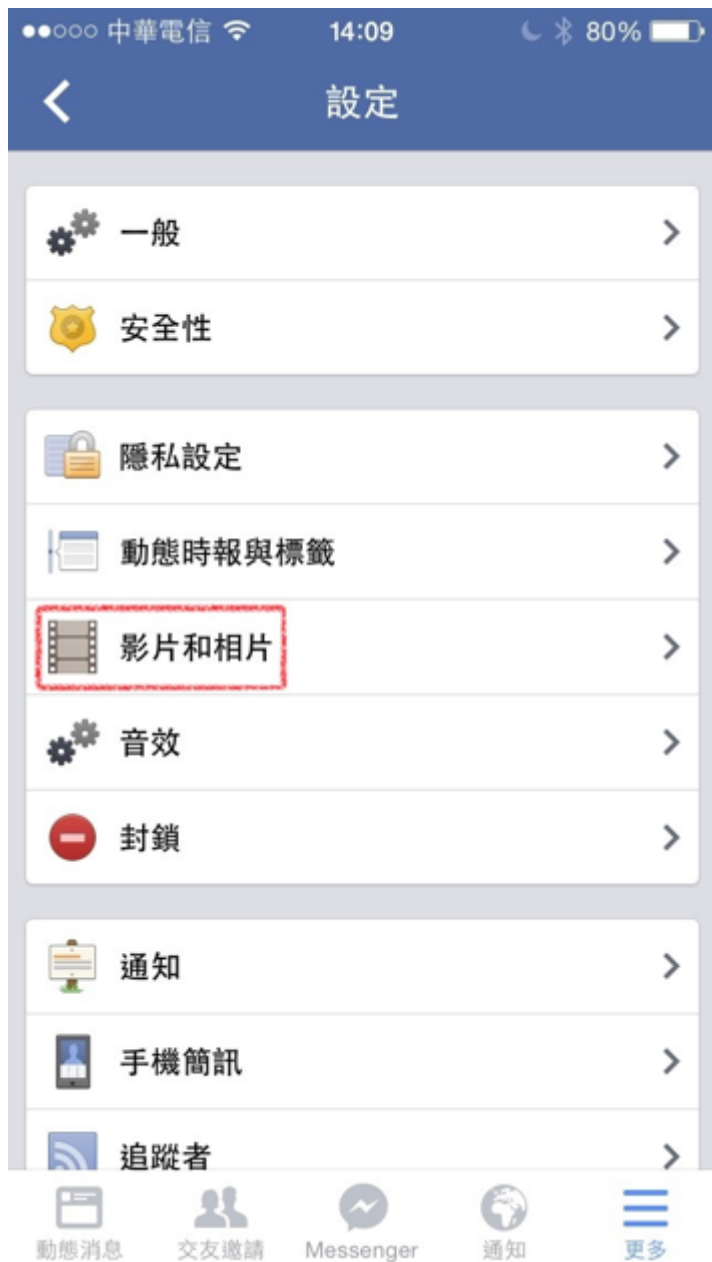 中華電信 14:09 80%
設定
一般
安全性
隱私設定
動態時報與標籤
影片和相片
音效
封鎖
通知
手機簡訊
追蹤者
動態消息 交友邀請 Messenger 通知 更多